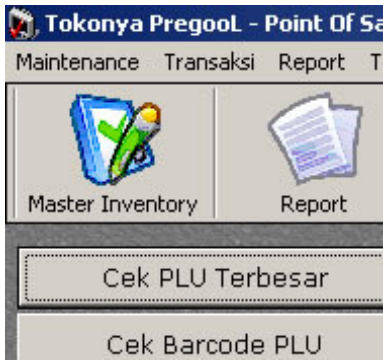 Tokonya PregooL - Point Of Sa
Maintenance Transaksi Report T
Master Inventory Report
Cek PLU Terbesar
Cek Barcode PLU